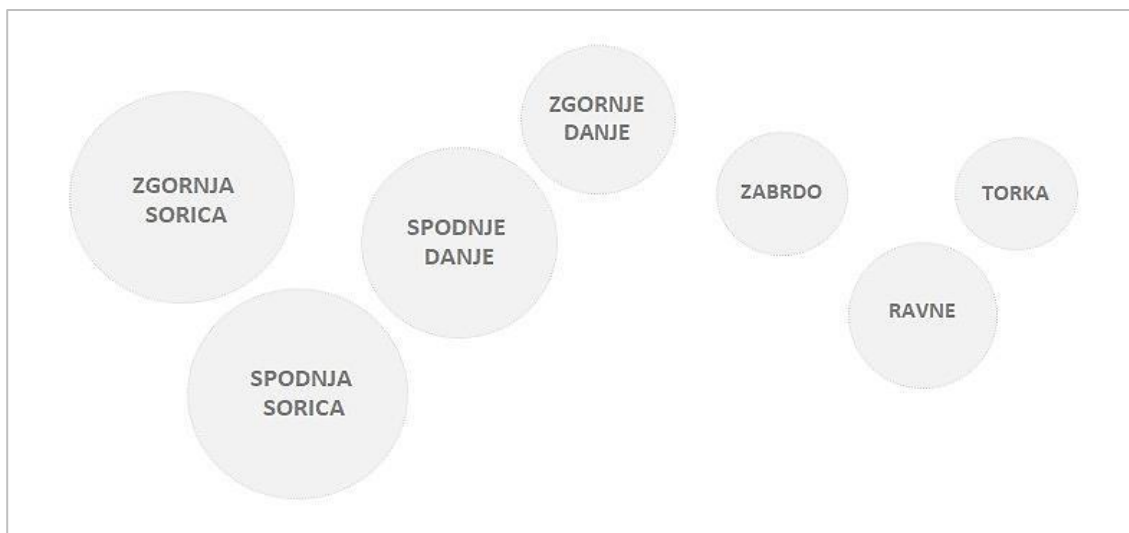 ZGORNJA
SORICA
SPODNJA
SORICA
SPODNJE
DANJE
ZGORNJE
DANJE
ZABRDO
RAVNE
TORKA